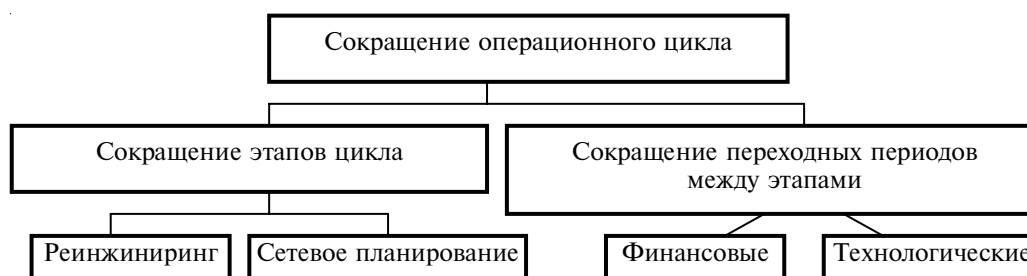 Сокращение операционного цикла
Сокращение этапов цикла
Сокращение переходных периодов
между этапами
Реинжиниринг
Сетевое планирование
Финансовые
Технологические